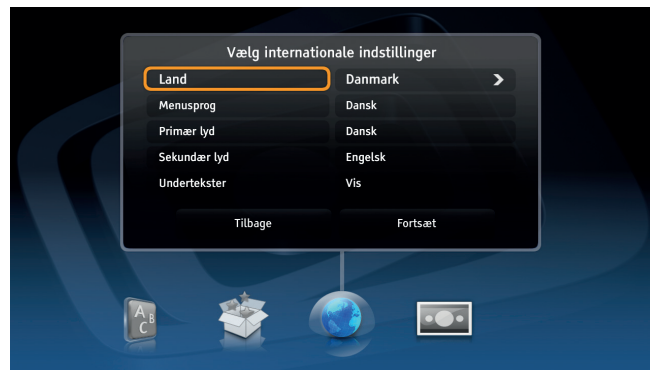 Vælg internationale indstillinger
Land Danmark
Menusprog Dansk
Primær lyd Dansk
Sekundær lyd Engelsk
Undertekster Vis
Tilbage Fortsæt
A B
C